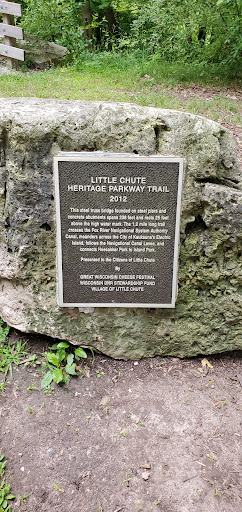 LITTLE CHUTE
HERITAGE PARKWAY TRAIL
2012
This steel truss bridge founded on steel piers and
concrete abutments spans 296 feet and rests 25 feet
above the high water mark. The 1.2 mile long trail
crosses the Fox River Navigational System Authority
Canal, meanders across the City of Kaukauna's Electric
Island, follows the Navigational Canal Lanes, and
connects Heesakker Park to Island Park.
Presented to the Citizens of Little Chute
By
GREAT WISCONSIN CHEESE FESTIVAL
WISCONSIN DNR STEWARDSHIP FUND
VILLAGE OF LITTLE CHUTE